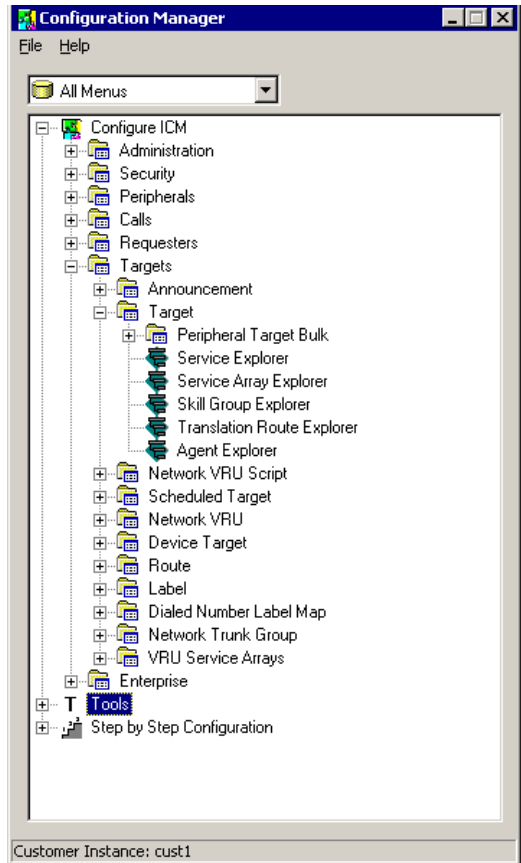 Configuration Manager
File Help
All Menus
Configure ICM
Administration
Security
Peripherals
Calls
Requesters
Targets
Announcement
Target
Peripheral Target Bulk
Service Explorer
Service Array Explorer
Skill Group Explorer
Translation Route Explorer
Agent Explorer
Network VRU Script
Scheduled Target
Network VRU
Device Target
Route
Label
Dialed Number Label Map
Network Trunk Group
VRU Service Arrays
Enterprise
T Tools
Step by Step Configuration
Customer Instance: cust1